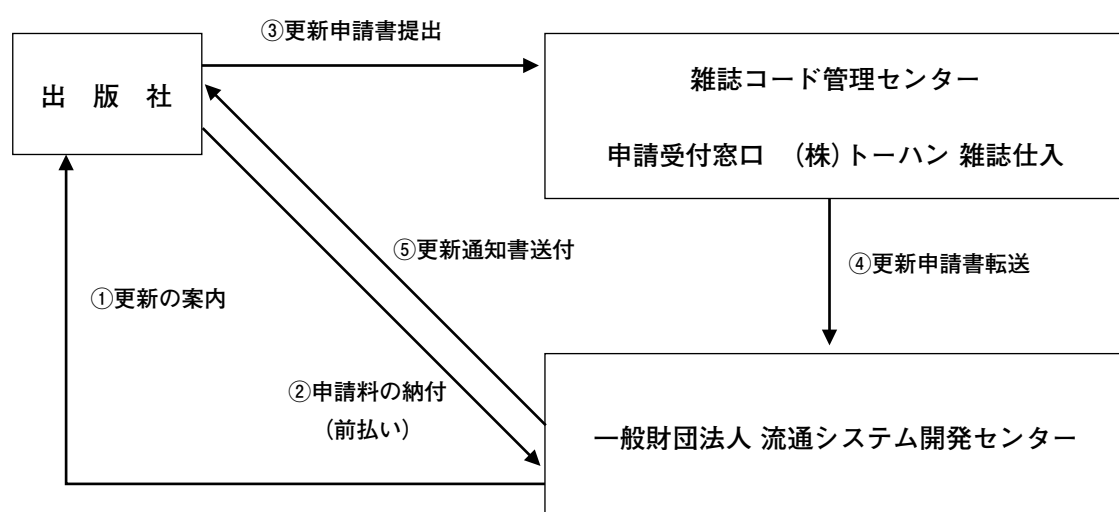 ③更新申請書提出
出 版 社
雑誌コード管理センター
申請受付窓口 (株)トーハン 雑誌仕入
⑤更新通知書送付
④更新申請書転送
①更新の案内
②申請料の納付
(前払い)
一般財団法人 流通システム開発センター